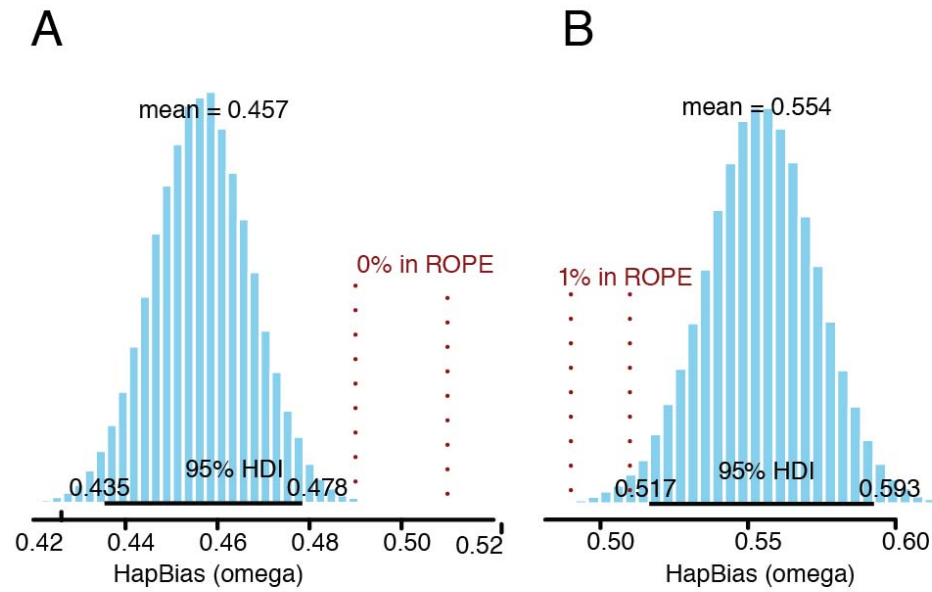 A
mean = 0.457
0% in ROPE
95% HDI
0.435
0.478
0.42 0.44 0.46 0.48 0.50 0.52
HapBias (omega)
B
mean = 0.554
1% in ROPE
95% HDI
0.517
0.593
0.50 0.55 0.60
HapBias (omega)